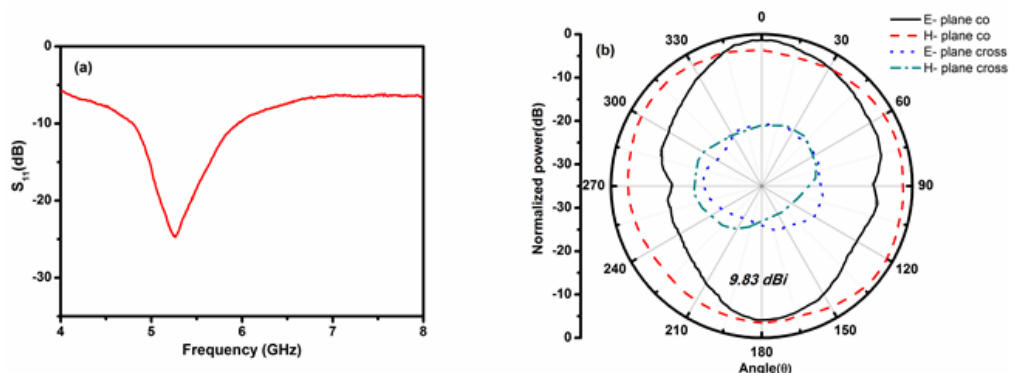 (a)
0
-10
-20
-30
S11(dB)
4 5 6 7 8
Frequency (GHz)
(b)
E- plane co
H- plane co
E- plane cross
H- plane cross
0
-10
-20
-30
-30
-20
-10
0
Normalized power(dB)
0
30
60
90
120
150
180
210
240
270
300
330
9.83 dBi
Angle(θ)